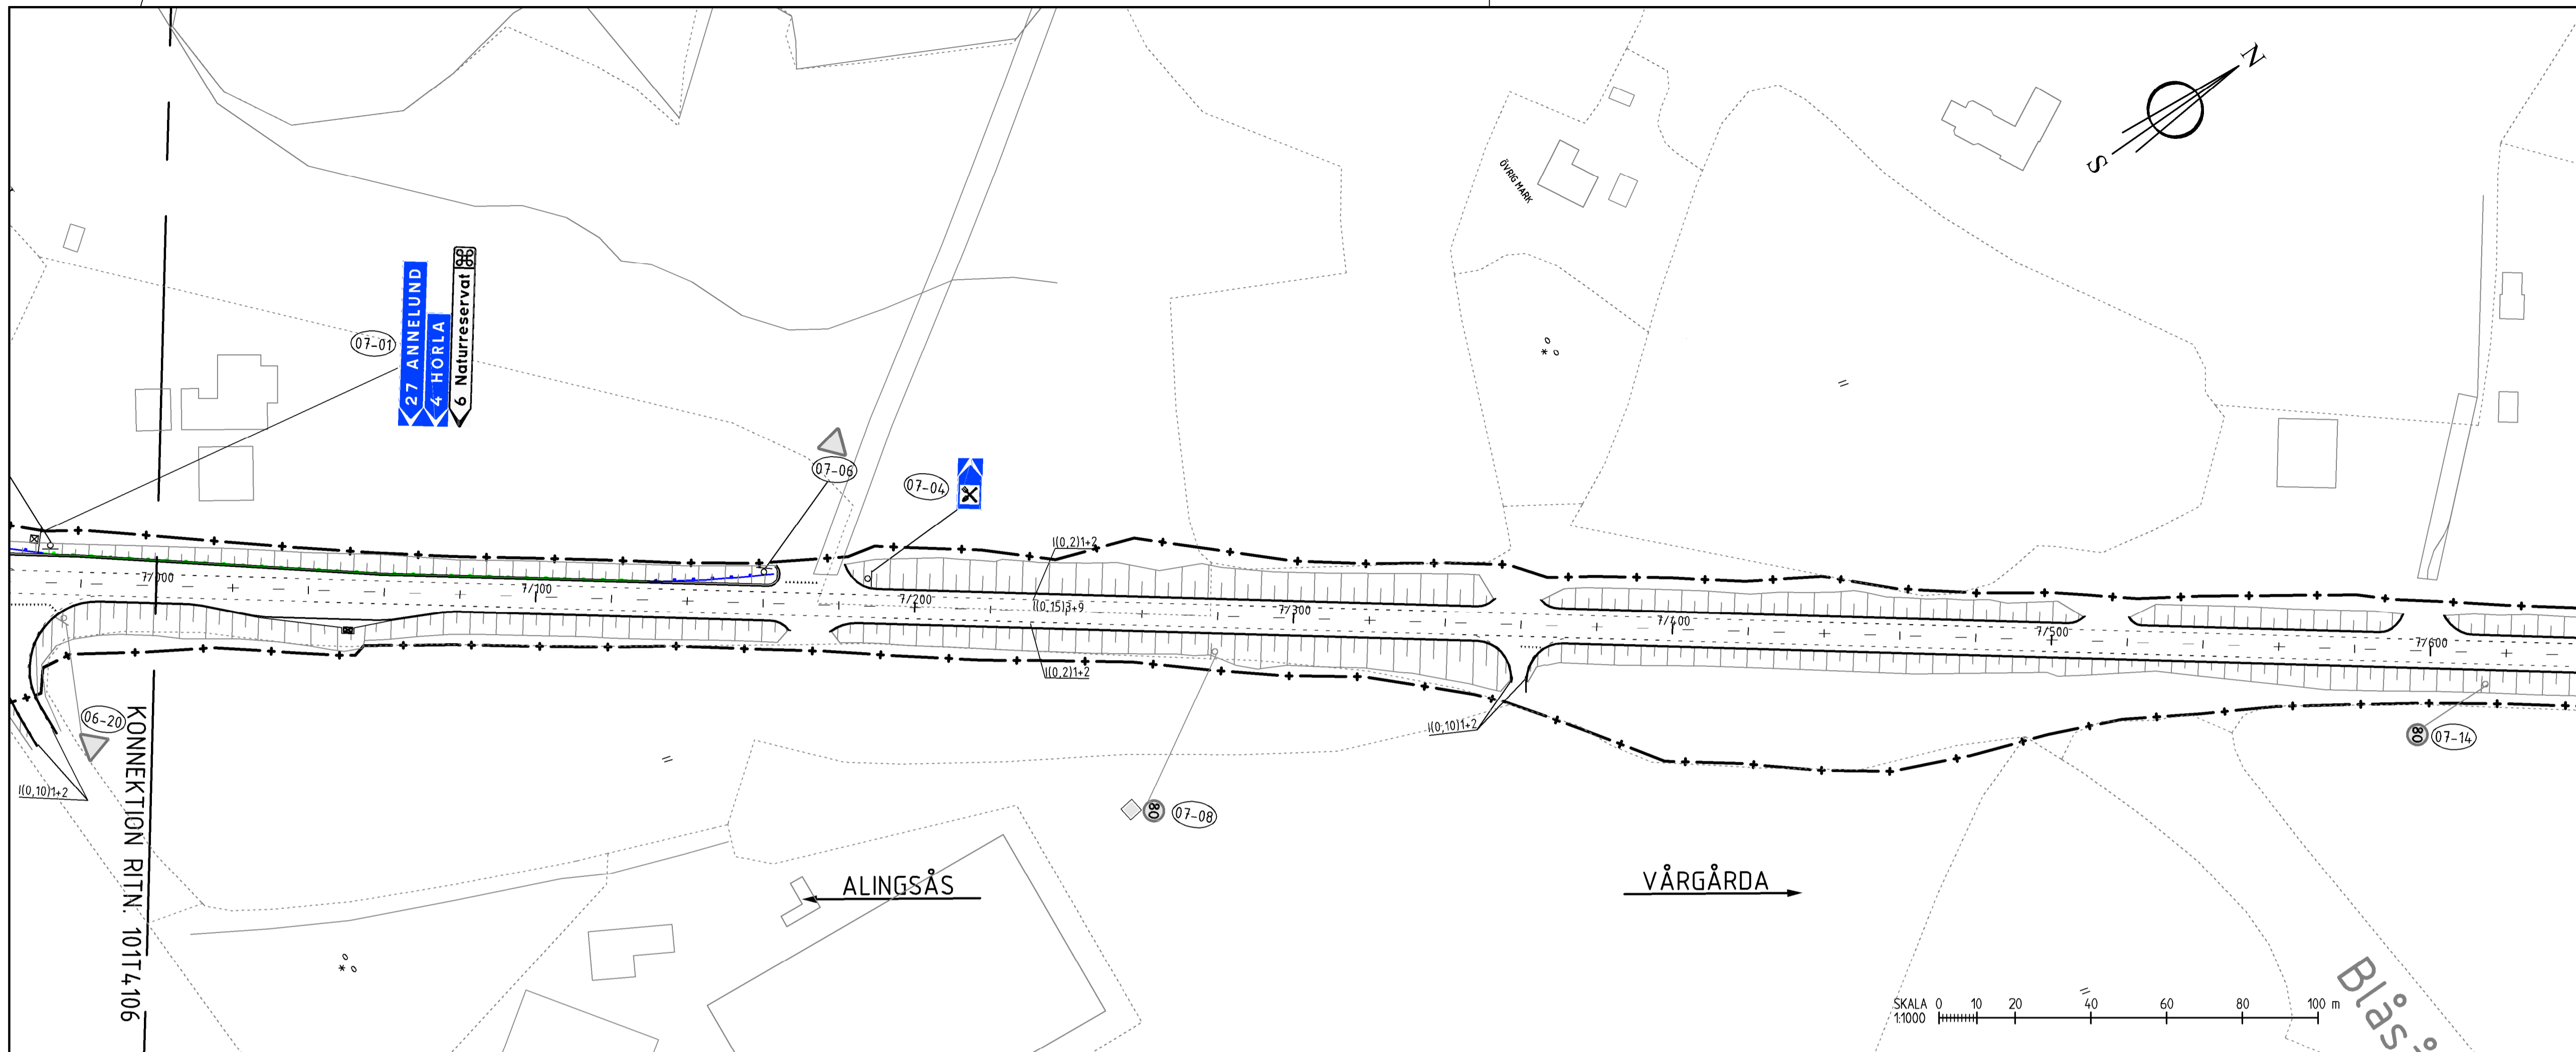 N
S
ÖVRIG MARK
07-01
27 ANNELUND
4 HORLA
6 Naturreservat
07-06
07-04
I(0,2)1+2
7/000
7/100
7/200
I(0,15)3+9
7/300
7/400
7/500
7/600
I(0,2)1+2
06-20
I(0,10)1+2
I(0,10)1+2
80
07-14
80
07-08
KONNEKTION RITN. 101T4106
ALINGSÅS
VÅRGÅRDA
SKALA 0 10 20 40 60 80 100 m
1:1000